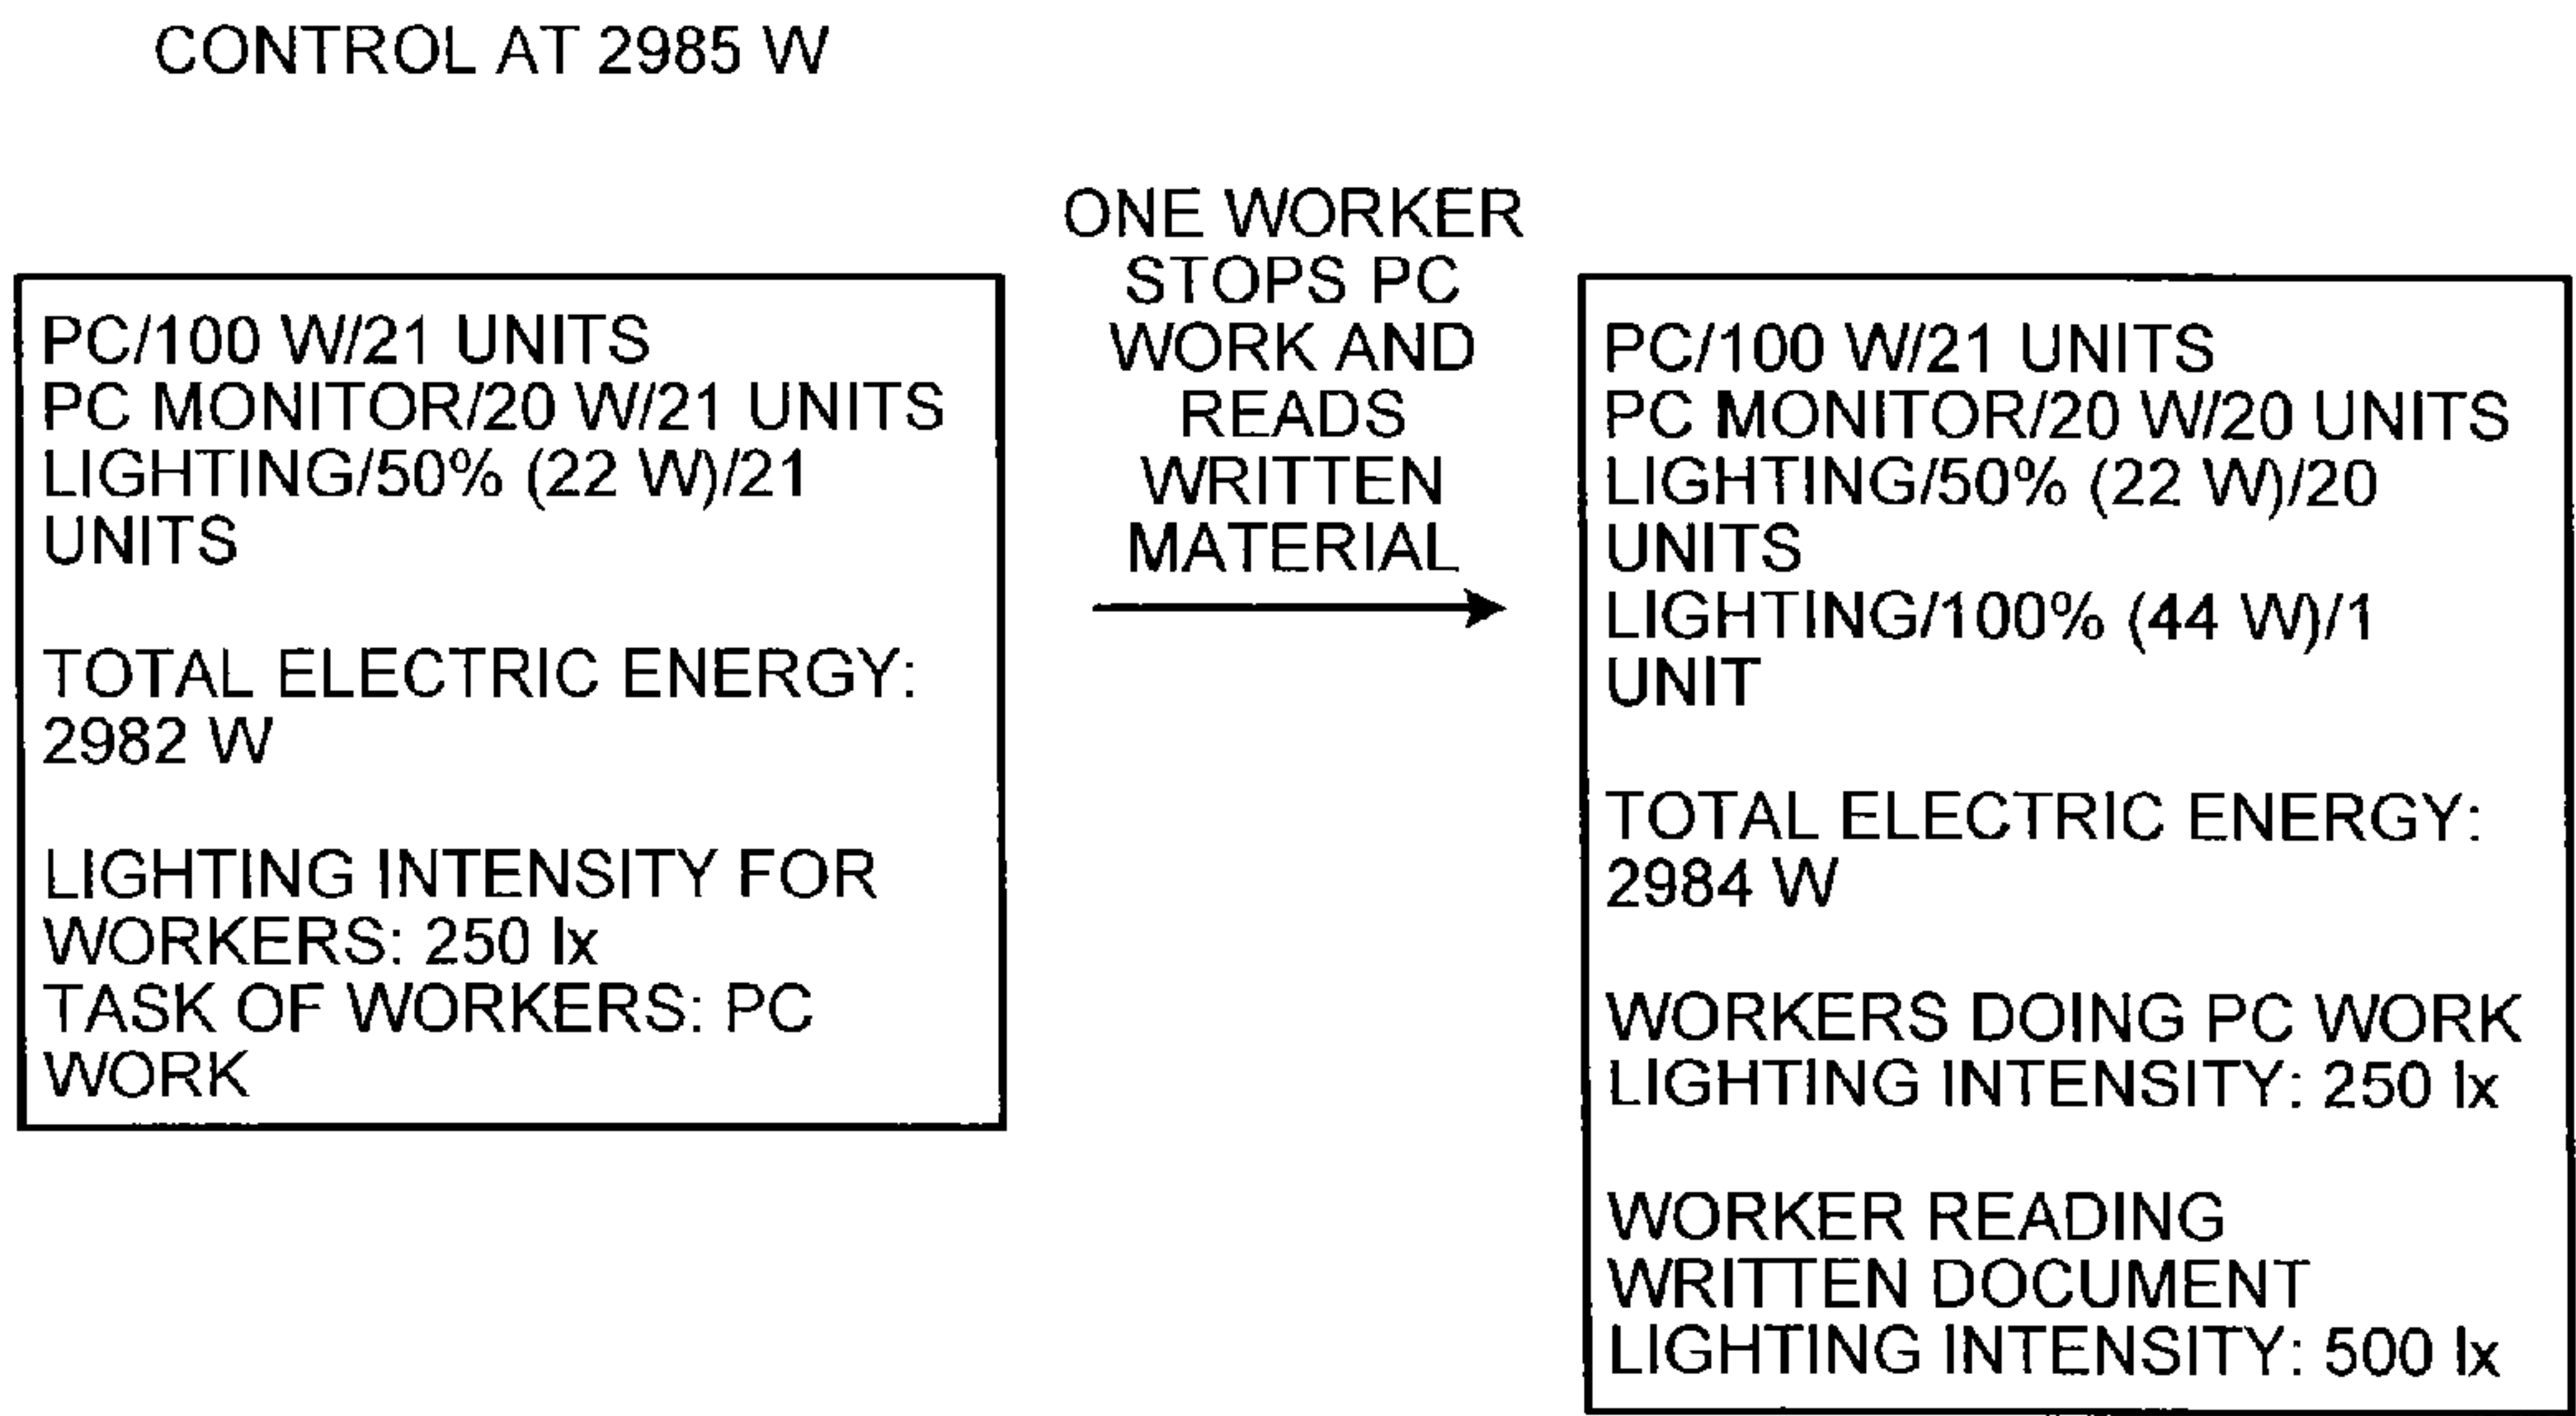 CONTROL AT 2985 W
PC/100 W/21 UNITS
PC MONITOR/20 W/21 UNITS
LIGHTING/50% (22 W)/21
UNITS
TOTAL ELECTRIC ENERGY:
2982 W
LIGHTING INTENSITY FOR
WORKERS: 250 lx
TASK OF WORKERS: PC
WORK
ONE WORKER
STOPS PC
WORK AND
READS
WRITTEN
MATERIAL
PC/100 W/21 UNITS
PC MONITOR/20 W/20 UNITS
LIGHTING/50% (22 W)/20
UNITS
LIGHTING/100% (44 W)/1
UNIT
TOTAL ELECTRIC ENERGY:
2984 W
WORKERS DOING PC WORK
LIGHTING INTENSITY: 250 lx
WORKER READING
WRITTEN DOCUMENT
LIGHTING INTENSITY: 500 lx